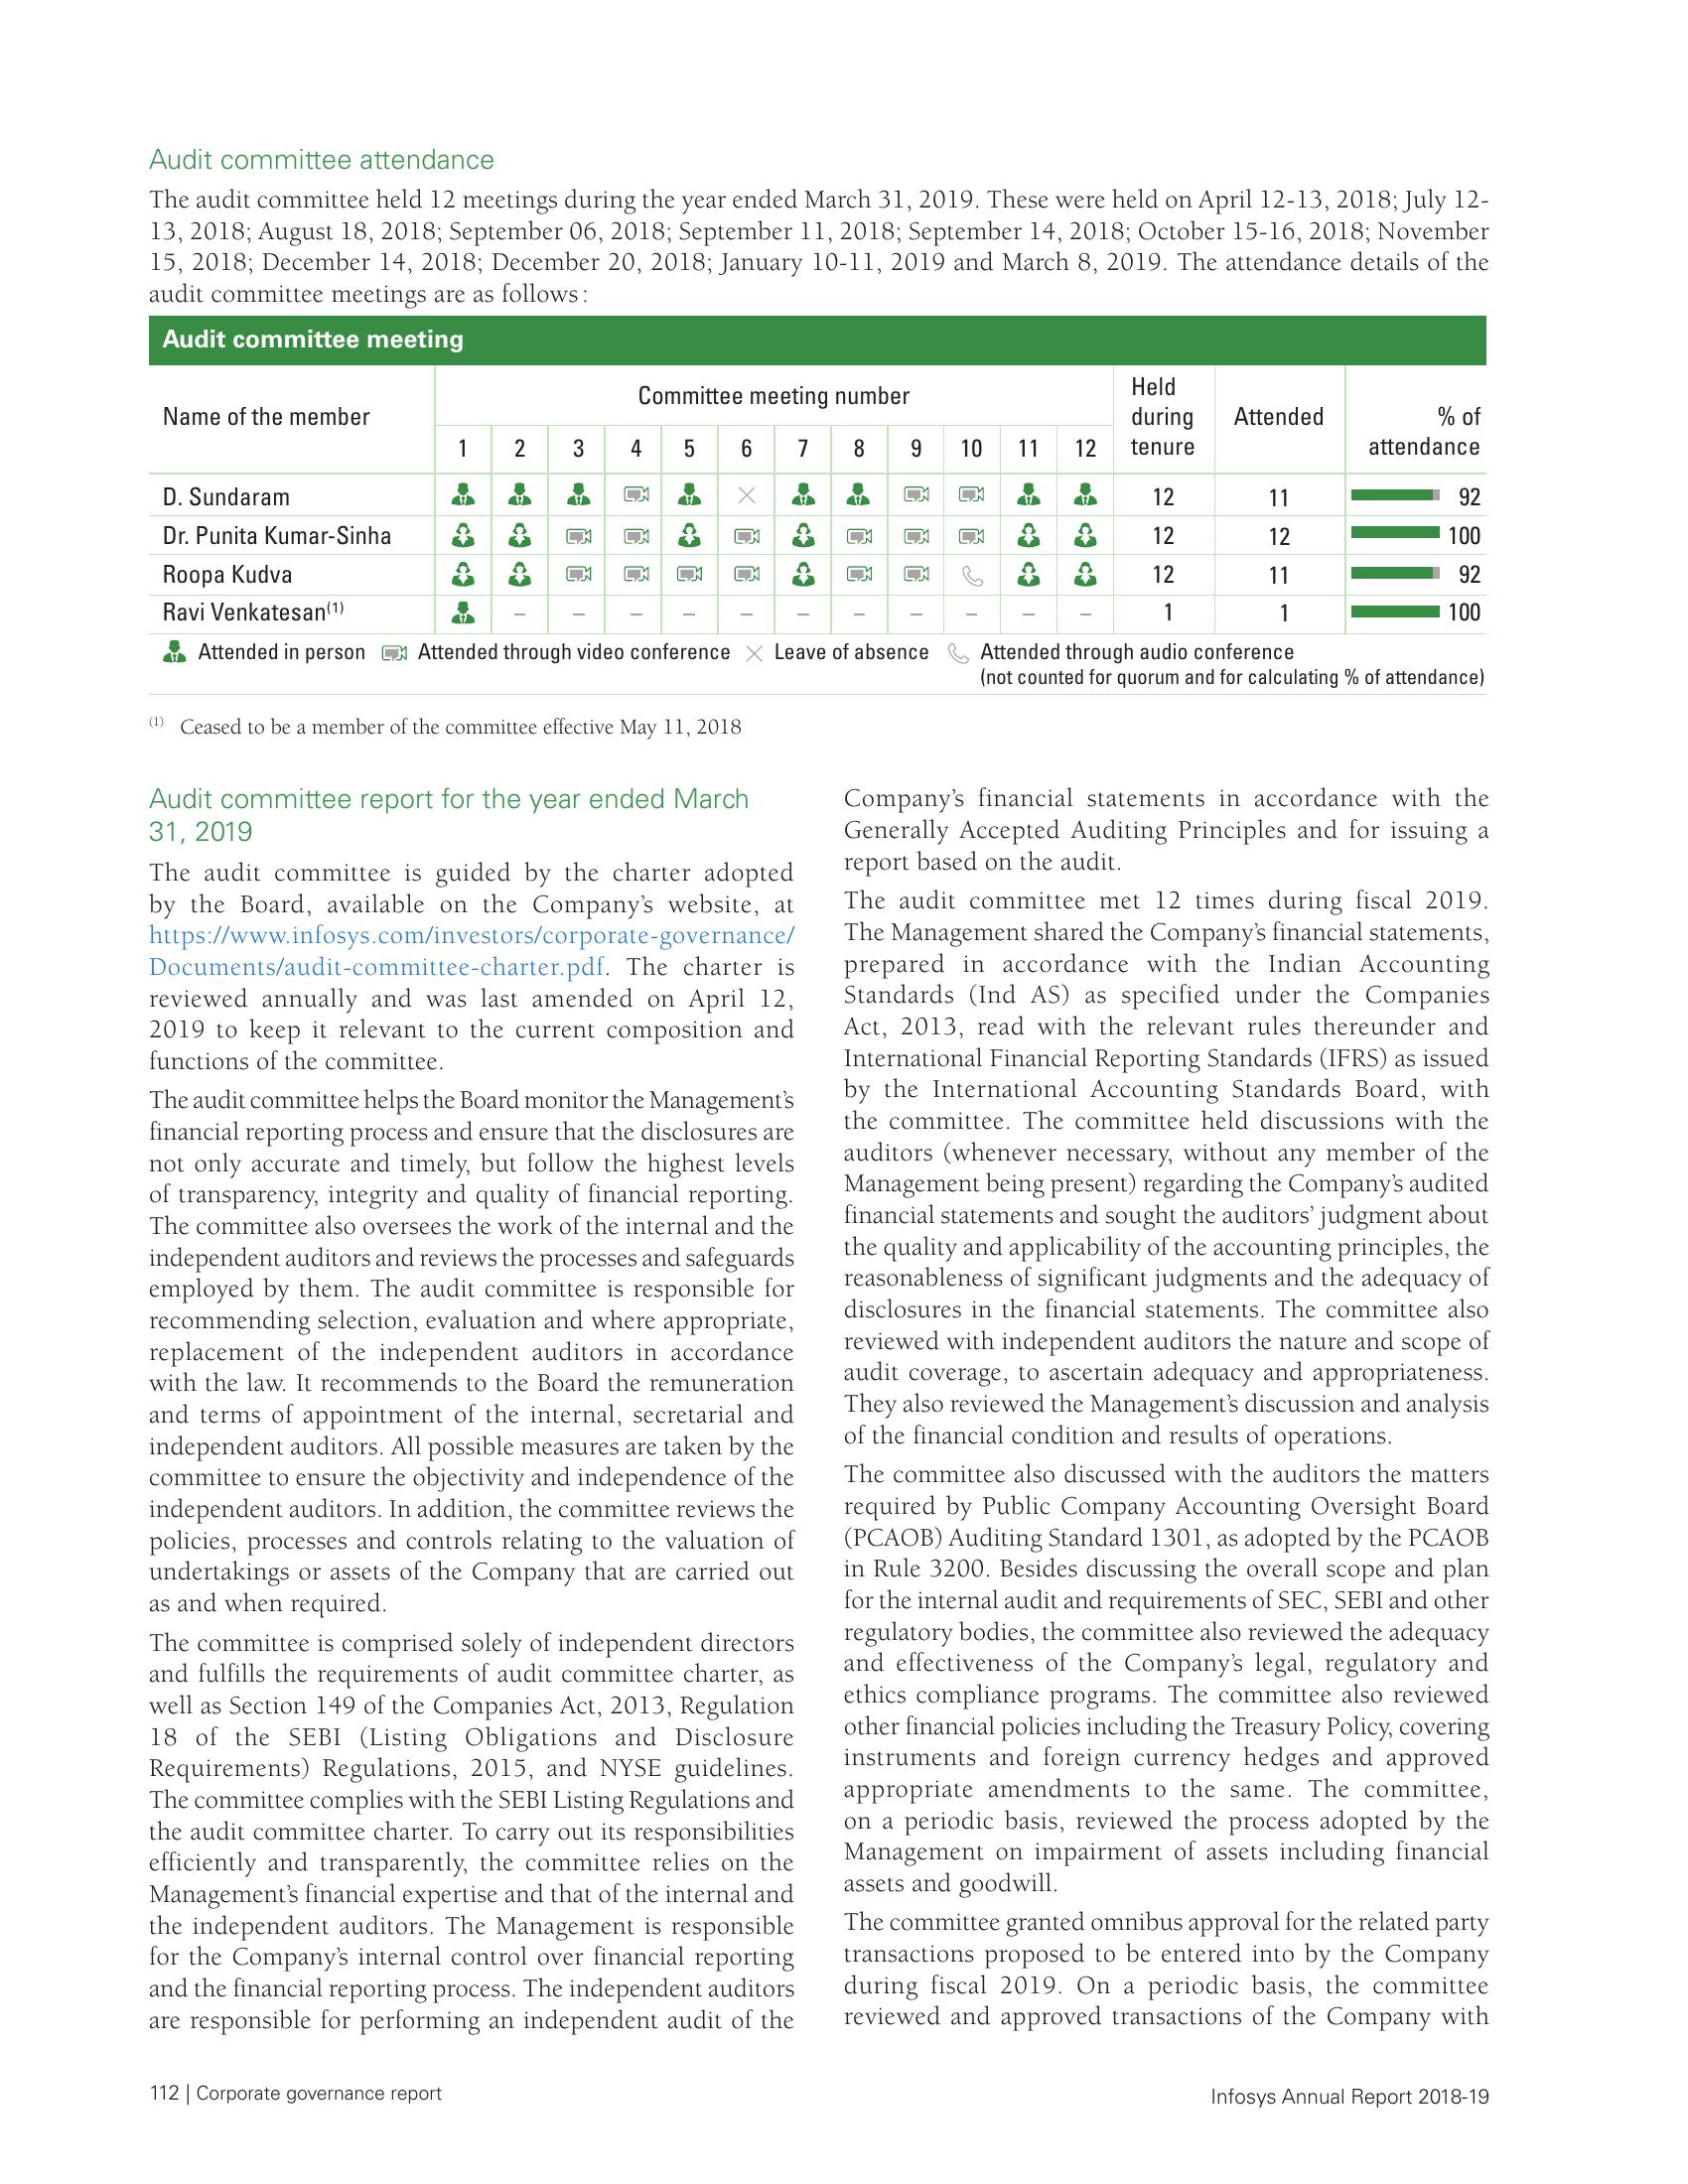 Audit committee attendance
The audit committee held 12 meetings during the year ended March 31, 2019. These were held on April 12-13, 2018; July 12-
13, 2018; August 18, 2018; September 06, 2018; September 11, 2018; September 14, 2018; October 15-16, 2018; November
15, 2018; December 14, 2018; December 20, 2018; January 10-11, 2019 and March 8, 2019. The attendance details of the
audit committee meetings are as follows:
Audit committee meeting
Name of the member
Committee meeting number
Held during tenure
Attended
% of attendance
1 2 3 4 5 6 7 8 9 10 11 12
D. Sundaram 12 11 92
Dr. Punita Kumar-Sinha 12 12 100
Roopa Kudva 12 11 92
Ravi Venkatesan(1) – – – – – – – – – – – 1 1 100
Attended in person Attended through video conference Leave of absence Attended through audio conference
(not counted for quorum and for calculating % of attendance)
(1) Ceased to be a member of the committee effective May 11, 2018
Audit committee report for the year ended March
31, 2019
The audit committee is guided by the charter adopted
by the Board, available on the Company's website, at
https://www.infosys.com/investors/corporate-governance/
Documents/audit-committee-charter.pdf. The charter is
reviewed annually and was last amended on April 12,
2019 to keep it relevant to the current composition and
functions of the committee.
The audit committee helps the Board monitor the Management's
financial reporting process and ensure that the disclosures are
not only accurate and timely, but follow the highest levels
of transparency, integrity and quality of financial reporting.
The committee also oversees the work of the internal and the
independent auditors and reviews the processes and safeguards
employed by them. The audit committee is responsible for
recommending selection, evaluation and where appropriate,
replacement of the independent auditors in accordance
with the law. It recommends to the Board the remuneration
and terms of appointment of the internal, secretarial and
independent auditors. All possible measures are taken by the
committee to ensure the objectivity and independence of the
independent auditors. In addition, the committee reviews the
policies, processes and controls relating to the valuation of
undertakings or assets of the Company that are carried out
as and when required.
The committee is comprised solely of independent directors
and fulfills the requirements of audit committee charter, as
well as Section 149 of the Companies Act, 2013, Regulation
18 of the SEBI (Listing Obligations and Disclosure
Requirements) Regulations, 2015, and NYSE guidelines.
The committee complies with the SEBI Listing Regulations and
the audit committee charter. To carry out its responsibilities
efficiently and transparently, the committee relies on the
Management's financial expertise and that of the internal and
the independent auditors. The Management is responsible
for the Company's internal control over financial reporting
and the financial reporting process. The independent auditors
are responsible for performing an independent audit of the
Company's financial statements in accordance with the
Generally Accepted Auditing Principles and for issuing a
report based on the audit.
The audit committee met 12 times during fiscal 2019.
The Management shared the Company's financial statements,
prepared in accordance with the Indian Accounting
Standards (Ind AS) as specified under the Companies
Act, 2013, read with the relevant rules thereunder and
International Financial Reporting Standards (IFRS) as issued
by the International Accounting Standards Board, with
the committee. The committee held discussions with the
auditors (whenever necessary, without any member of the
Management being present) regarding the Company's audited
financial statements and sought the auditors' judgment about
the quality and applicability of the accounting principles, the
reasonableness of significant judgments and the adequacy of
disclosures in the financial statements. The committee also
reviewed with independent auditors the nature and scope of
audit coverage, to ascertain adequacy and appropriateness.
They also reviewed the Management's discussion and analysis
of the financial condition and results of operations.
The committee also discussed with the auditors the matters
required by Public Company Accounting Oversight Board
(PCAOB) Auditing Standard 1301, as adopted by the PCAOB
in Rule 3200. Besides discussing the overall scope and plan
for the internal audit and requirements of SEC, SEBI and other
regulatory bodies, the committee also reviewed the adequacy
and effectiveness of the Company's legal, regulatory and
ethics compliance programs. The committee also reviewed
other financial policies including the Treasury Policy, covering
instruments and foreign currency hedges and approved
appropriate amendments to the same. The committee,
on a periodic basis, reviewed the process adopted by the
Management on impairment of assets including financial
assets and goodwill.
The committee granted omnibus approval for the related party
transactions proposed to be entered into by the Company
during fiscal 2019. On a periodic basis, the committee
reviewed and approved transactions of the Company with
112 | Corporate governance report
Infosys Annual Report 2018-19